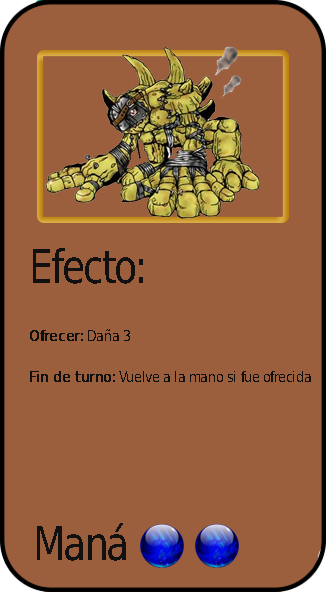 Efecto:
Ofrecer: Daña 3
Fin de turno: Vuelve a la mano si fue ofrecida
Maná